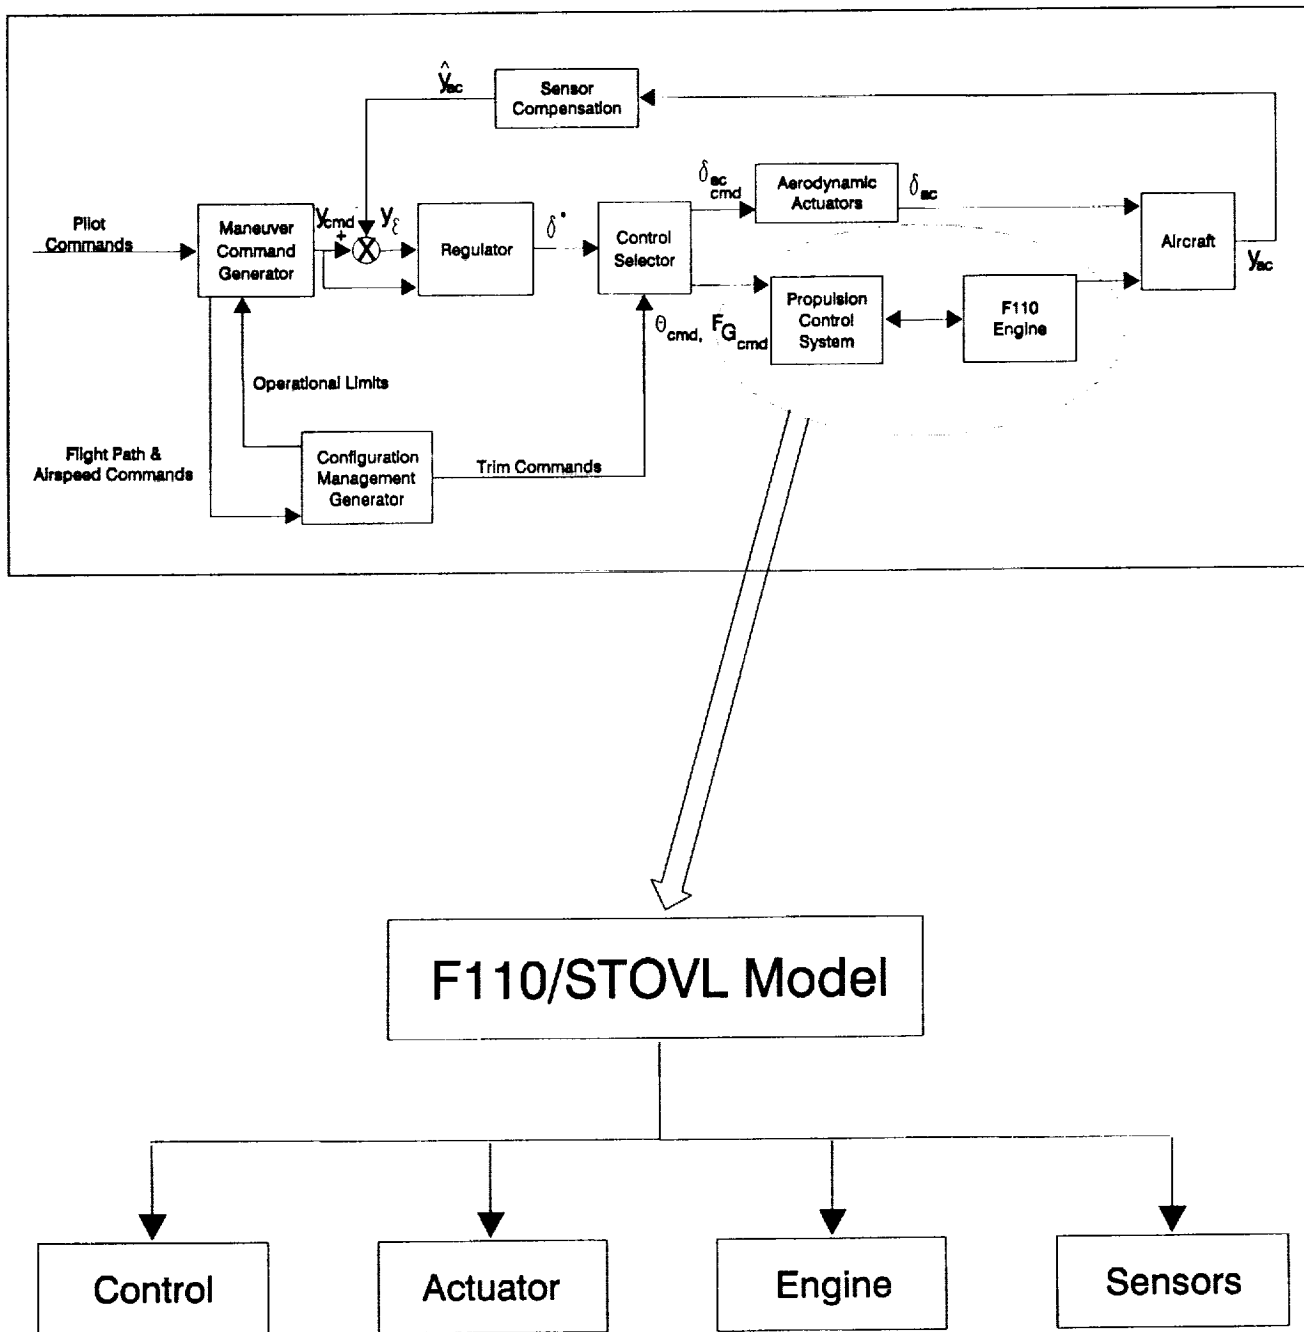 ŷac
Sensor
Compensation
δac
cmd
Aerodynamic
Actuators
δac
Pilot
Commands
Maneuver
Command
Generator
ycmd
+
-
yε
Regulator
δ*
Control
Selector
Aircraft
yac
θcmd, FGcmd
Propulsion
Control
System
F110
Engine
Operational Limits
Flight Path &
Airspeed Commands
Configuration
Management
Generator
Trim Commands
F110/STOVL Model
Control
Actuator
Engine
Sensors